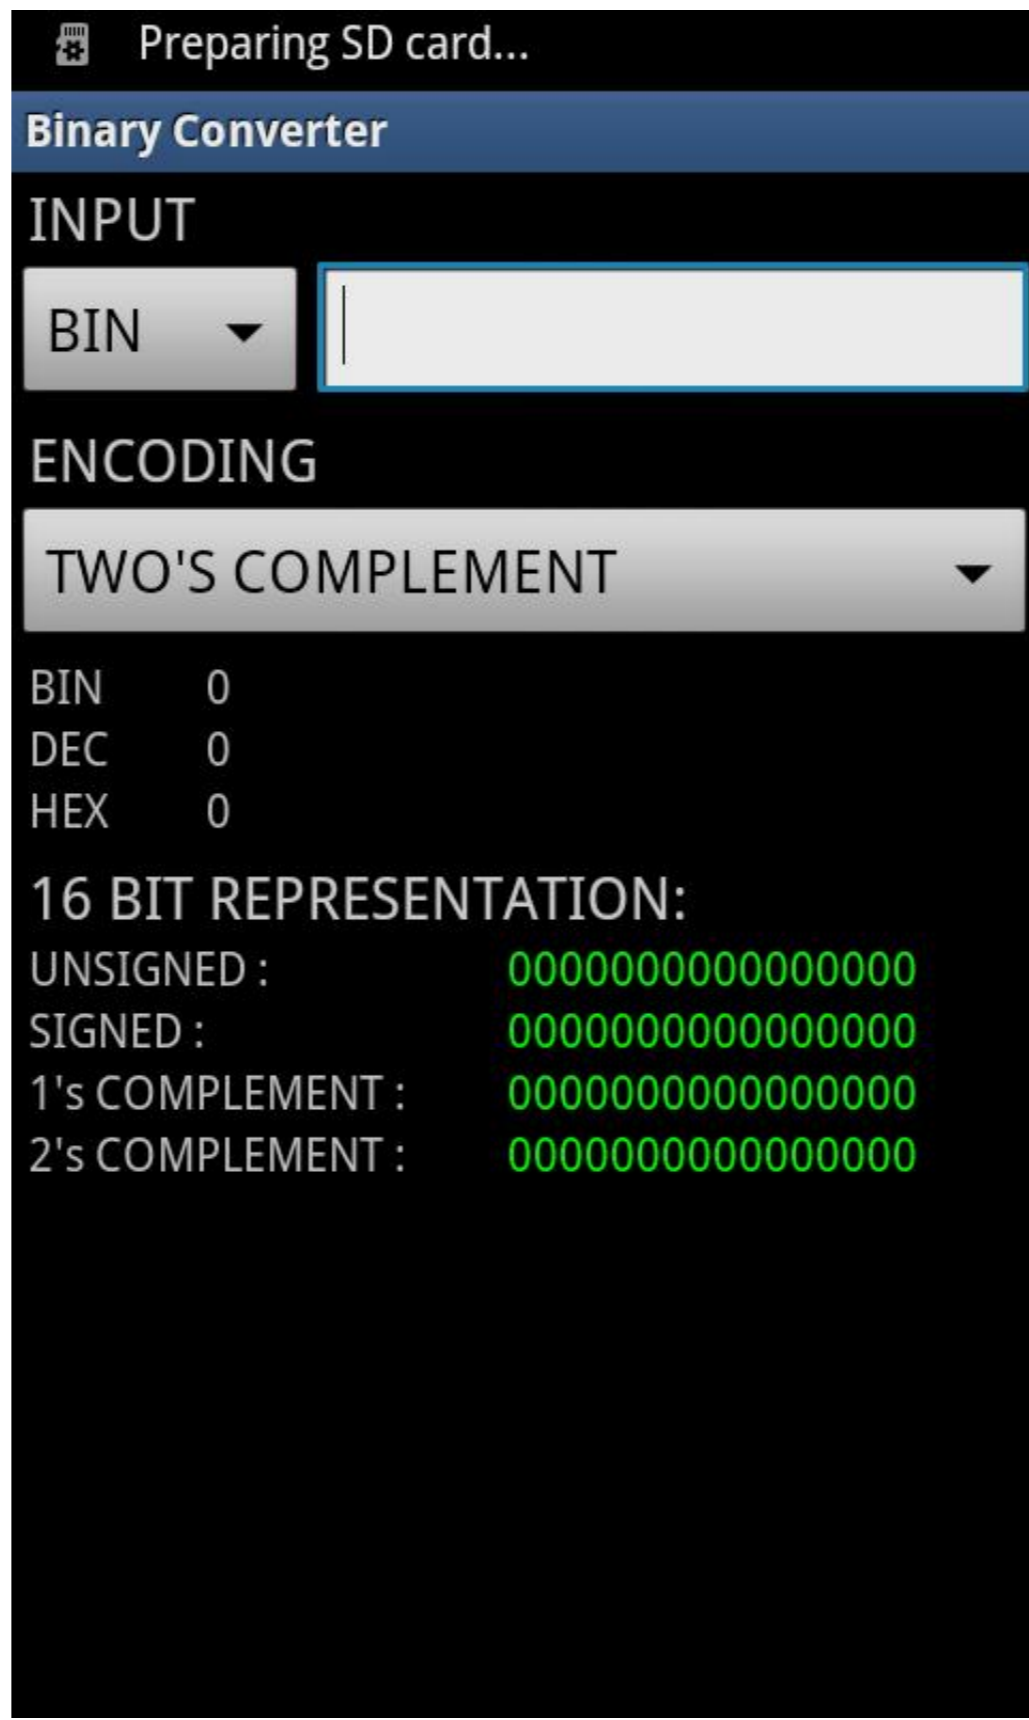 Preparing SD card...
Binary Converter
INPUT
BIN
ENCODING
TWO'S COMPLEMENT
BIN 0
DEC 0
HEX 0
16 BIT REPRESENTATION:
UNSIGNED : 0000000000000000
SIGNED : 0000000000000000
1's COMPLEMENT : 0000000000000000
2's COMPLEMENT : 0000000000000000